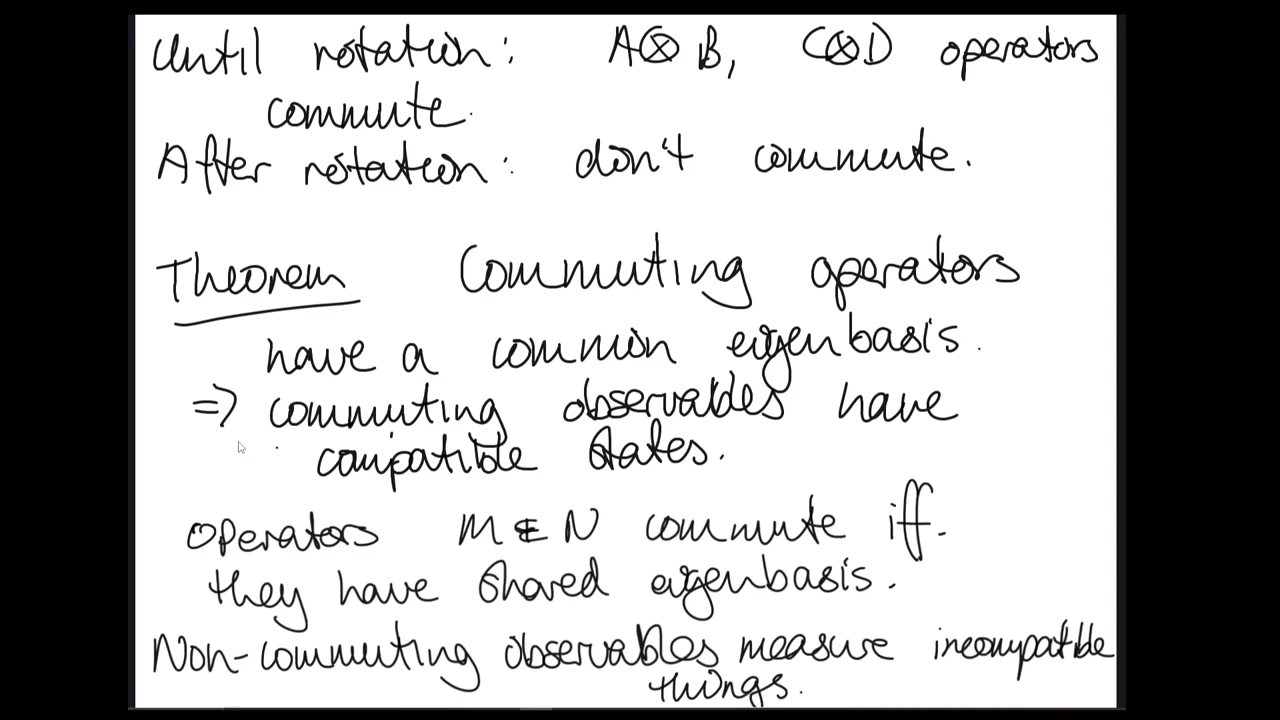 Until rotation: A⊗B, C⊗D operators
commute.
After rotation: don't commute.
Theorem Commuting operators
have a common eigenbasis.
=> commuting observables have
compatible states.
Operators M & N commute iff.
they have shared eigenbasis.
Non-commuting observables measure incompatible
things.